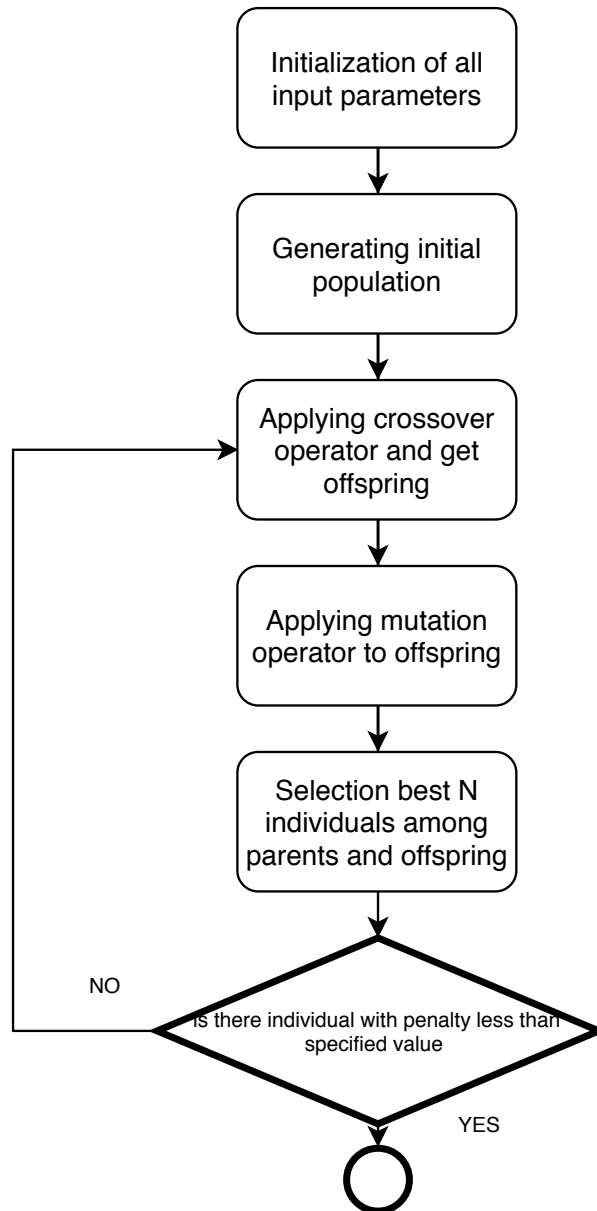 Initialization of all
input parameters
Generating initial
population
Applying crossover
operator and get
offspring
Applying mutation
operator to offspring
Selection best N
individuals among
parents and offspring
NO
is there individual with penalty less than
specified value
YES